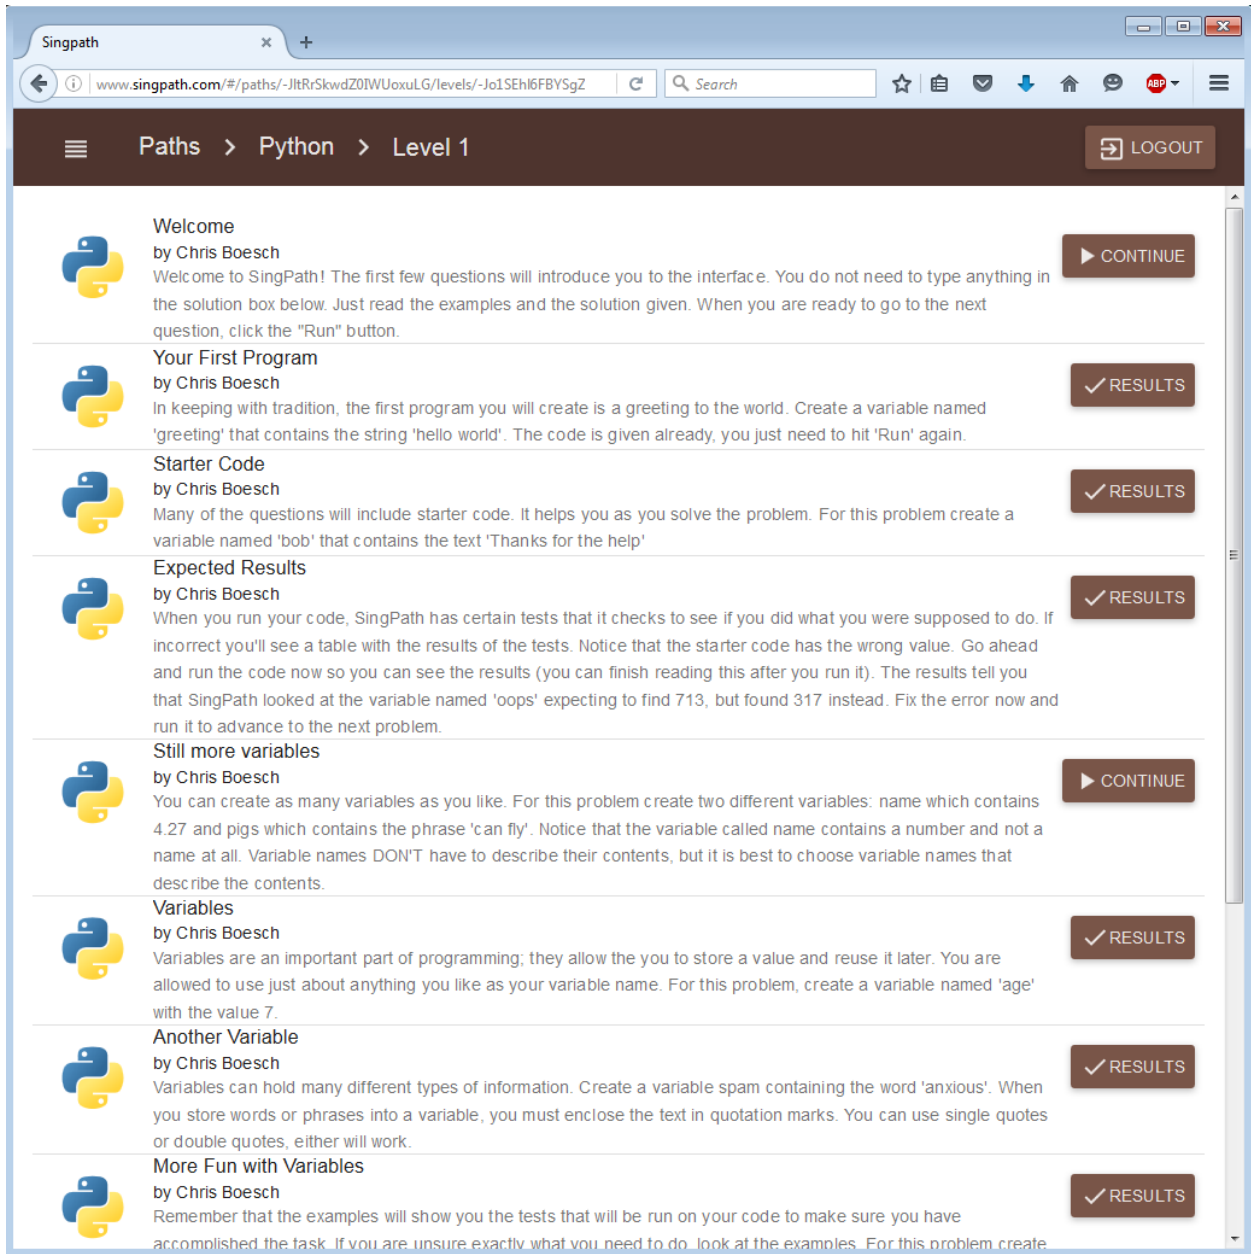 Singpath
www.singpath.com/#/paths/-JltRrSkwdZ0IWUoxuLG/levels/-Jo1SEhl6FBYSgZ
Search
ABP
Paths > Python > Level 1
LOGOUT
Welcome
by Chris Boesch
CONTINUE
Welcome to SingPath! The first few questions will introduce you to the interface. You do not need to type anything in
the solution box below. Just read the examples and the solution given. When you are ready to go to the next
question, click the "Run" button.
Your First Program
by Chris Boesch
RESULTS
In keeping with tradition, the first program you will create is a greeting to the world. Create a variable named
'greeting' that contains the string 'hello world'. The code is given already, you just need to hit 'Run' again.
Starter Code
by Chris Boesch
RESULTS
Many of the questions will include starter code. It helps you as you solve the problem. For this problem create a
variable named 'bob' that contains the text 'Thanks for the help'
Expected Results
by Chris Boesch
RESULTS
When you run your code, SingPath has certain tests that it checks to see if you did what you were supposed to do. If
incorrect you'll see a table with the results of the tests. Notice that the starter code has the wrong value. Go ahead
and run the code now so you can see the results (you can finish reading this after you run it). The results tell you
that SingPath looked at the variable named 'oops' expecting to find 713, but found 317 instead. Fix the error now and
run it to advance to the next problem.
Still more variables
by Chris Boesch
CONTINUE
You can create as many variables as you like. For this problem create two different variables: name which contains
4.27 and pigs which contains the phrase 'can fly'. Notice that the variable called name contains a number and not a
name at all. Variable names DON'T have to describe their contents, but it is best to choose variable names that
describe the contents.
Variables
by Chris Boesch
RESULTS
Variables are an important part of programming; they allow the you to store a value and reuse it later. You are
allowed to use just about anything you like as your variable name. For this problem, create a variable named 'age'
with the value 7.
Another Variable
by Chris Boesch
RESULTS
Variables can hold many different types of information. Create a variable spam containing the word 'anxious'. When
you store words or phrases into a variable, you must enclose the text in quotation marks. You can use single quotes
or double quotes, either will work.
More Fun with Variables
by Chris Boesch
RESULTS
Remember that the examples will show you the tests that will be run on your code to make sure you have
accomplished the task. If you are unsure exactly what you need to do, look at the examples. For this problem create